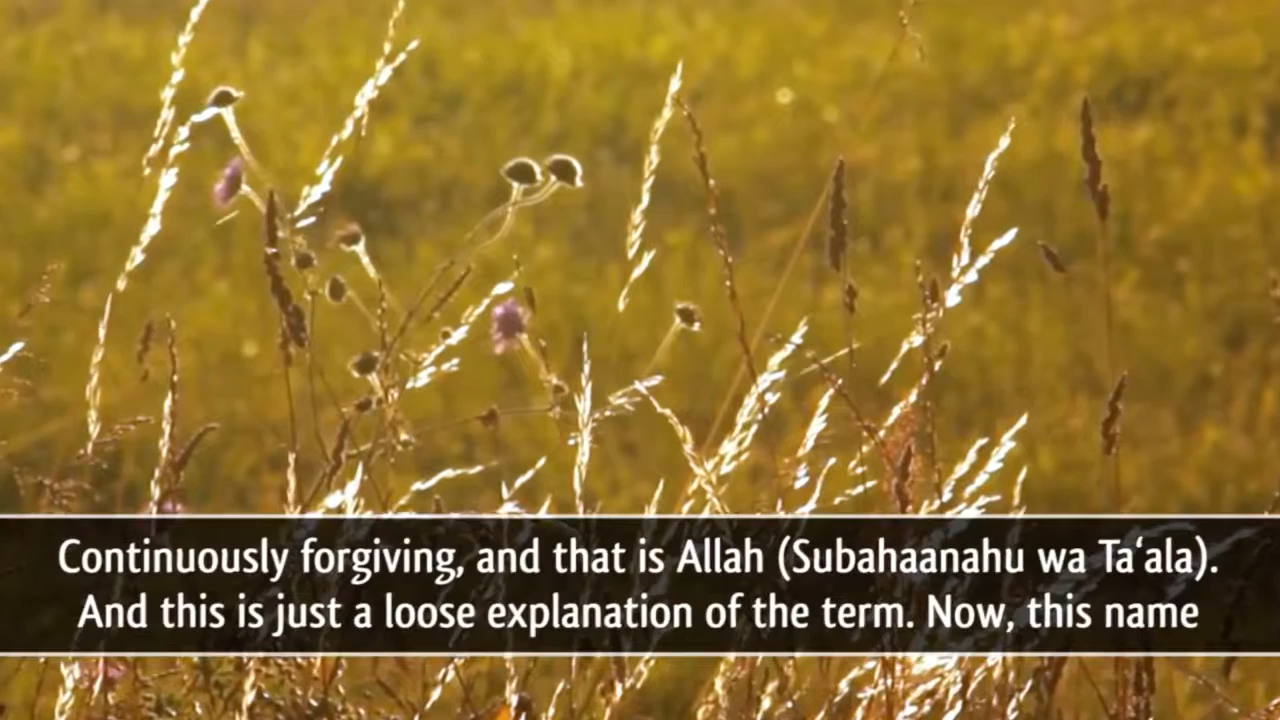 Continuously forgiving, and that is Allah (Subahaanahu wa Ta‘ala).
And this is just a loose explanation of the term. Now, this name